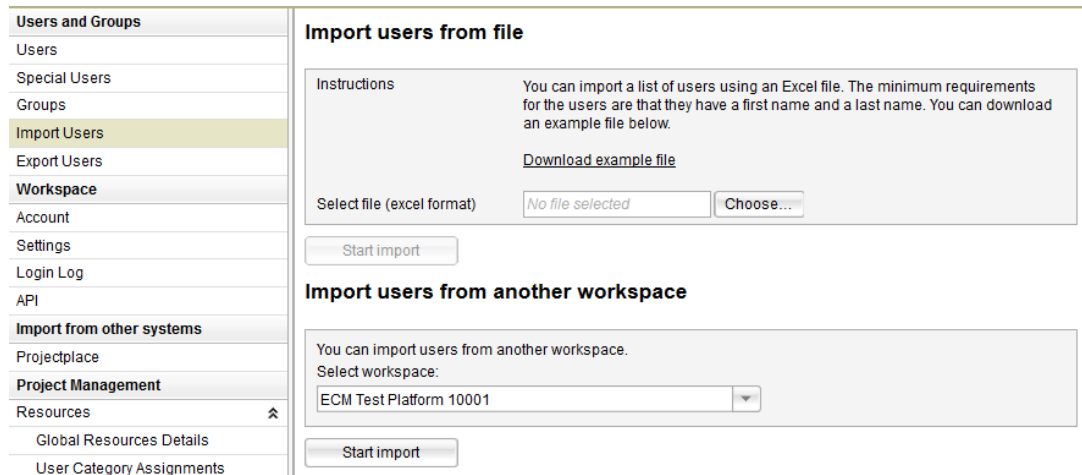 Users and Groups
Users
Special Users
Groups
Import Users
Export Users
Workspace
Account
Settings
Login Log
API
Import from other systems
Projectplace
Project Management
Resources
Global Resources Details
User Category Assignments
Import users from file
Instructions
You can import a list of users using an Excel file. The minimum requirements
for the users are that they have a first name and a last name. You can download
an example file below.
Download example file
Select file (excel format)
No file selected
Choose...
Start import
Import users from another workspace
You can import users from another workspace.
Select workspace:
ECM Test Platform 10001
Start import